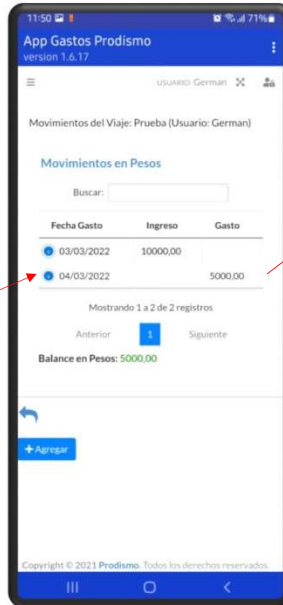 11:50 71%
App Gastos Prodismo
version 1.6.17
USUARIO: German
Movimientos del Viaje: Prueba (Usuario: German)
Movimientos en Pesos
Buscar:
Fecha Gasto Ingreso Gasto
03/03/2022 10000,00
04/03/2022 5000,00
Mostrando 1 a 2 de 2 registros
Anterior 1 Siguiente
Balance en Pesos: 5000,00
+ Agregar
Copyright © 2021 Prodismo. Todos los derechos reservados.